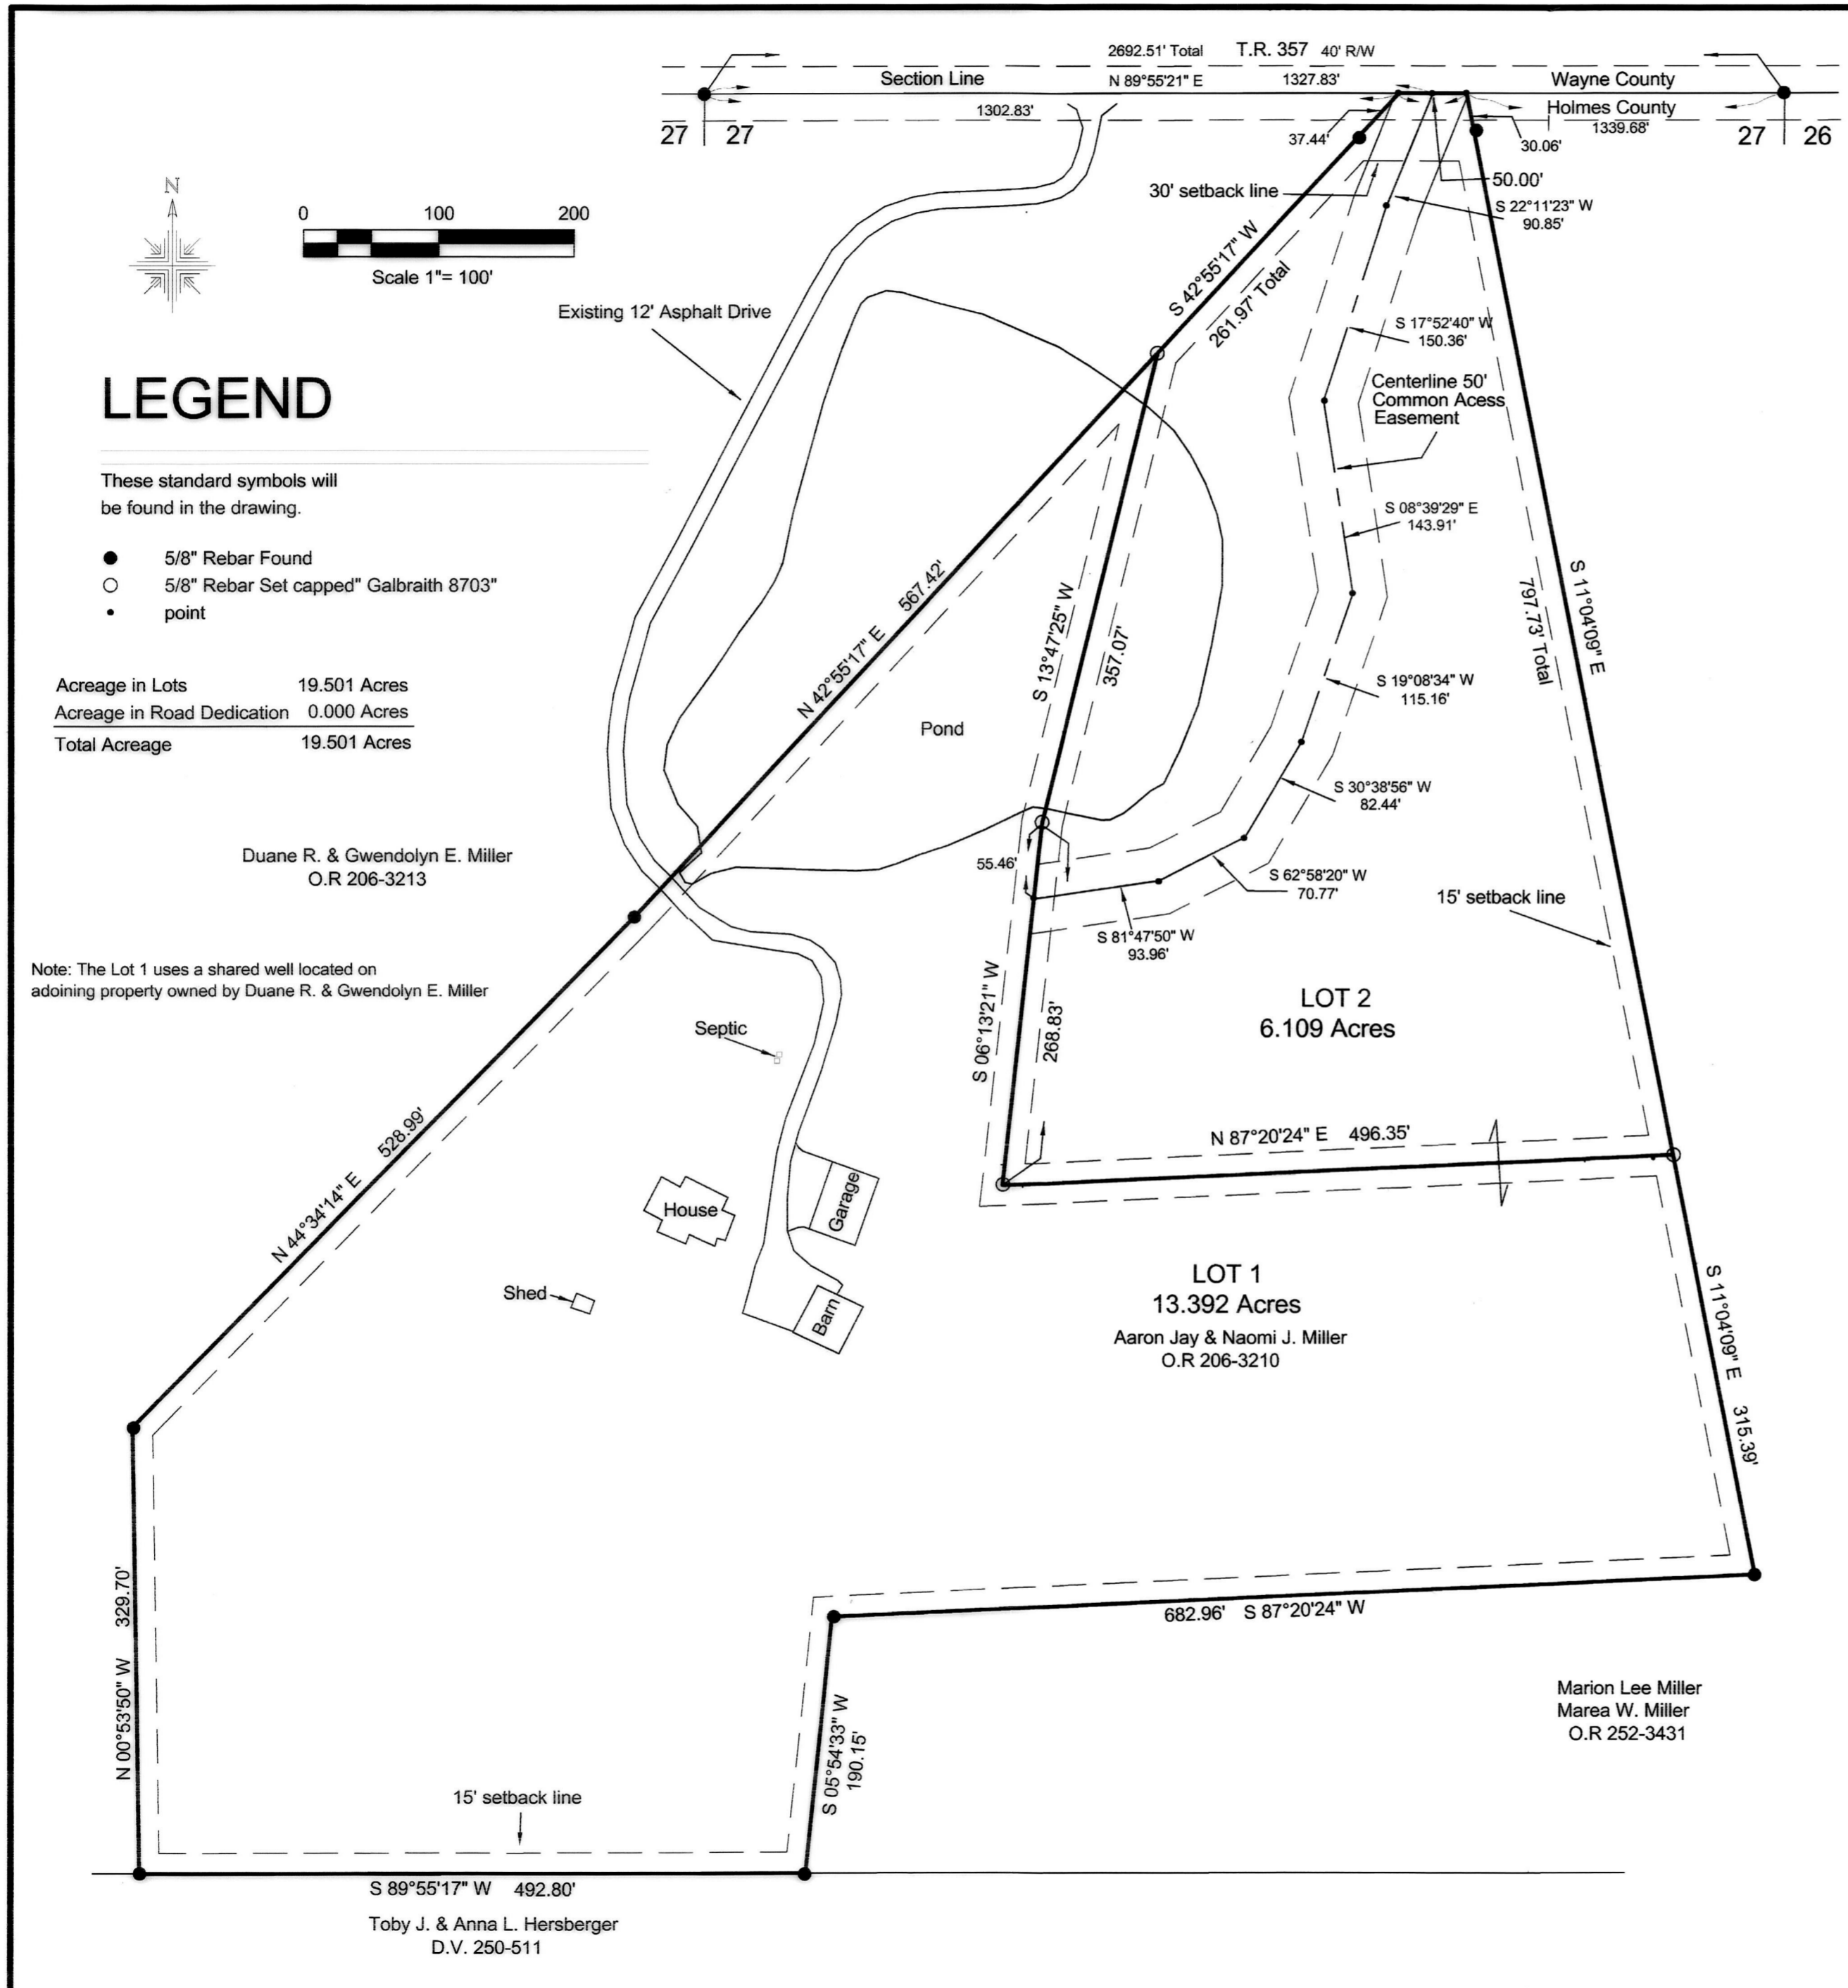 2692.51' Total T.R. 357 40' R/W
Section Line N 89°55'21" E 1327.83' Wayne County
1302.83' Holmes County
1339.68'
27 27
27 26
37.44'
30.06'
50.00'
30' setback line
S 22°11'23" W
90.85'
N
0 100 200
Scale 1"= 100'
Existing 12' Asphalt Drive
S 42°55'17" W
261.97' Total
S 17°52'40" W
150.36'
Centerline 50'
Common Acess
Easement
LEGEND
These standard symbols will
be found in the drawing.
5/8" Rebar Found
5/8" Rebar Set capped" Galbraith 8703"
point
S 08°39'29" E
143.91'
S 11°04'09" E
797.73' Total
N 42°55'17" E 567.42'
S 13°47'25" W
357.07'
Acreage in Lots 19.501 Acres
Acreage in Road Dedication 0.000 Acres
Total Acreage 19.501 Acres
Pond
S 19°08'34" W
115.16'
S 30°38'56" W
82.44'
Duane R. & Gwendolyn E. Miller
O.R 206-3213
55.46'
S 62°58'20" W
70.77'
15' setback line
S 81°47'50" W
93.96'
Note: The Lot 1 uses a shared well located on
adoining property owned by Duane R. & Gwendolyn E. Miller
LOT 2
6.109 Acres
Septic
S 06°13'21" W
268.83'
N 87°20'24" E 496.35'
N 44°34'14" E 528.99'
House
Garage
Shed
Barn
LOT 1
13.392 Acres
Aaron Jay & Naomi J. Miller
O.R 206-3210
S 11°04'09" E 315.39'
682.96' S 87°20'24" W
N 00°53'50" W 329.70'
S 05°54'33" W
190.15'
Marion Lee Miller
Marea W. Miller
O.R 252-3431
15' setback line
S 89°55'17" W 492.80'
Toby J. & Anna L. Hersberger
D.V. 250-511